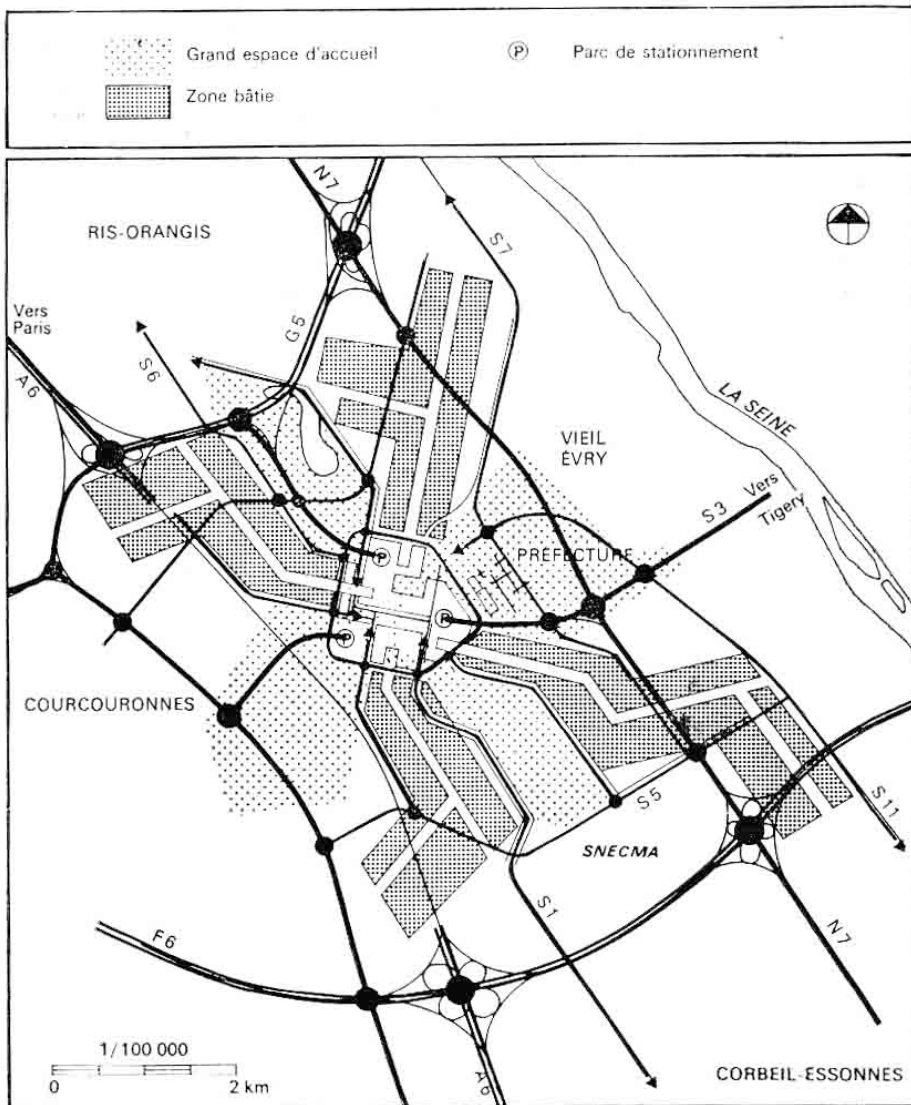 Grand espace d'accueil
P Parc de stationnement
Zone bâtie
N7
RIS-ORANGIS
S7
Vers
Paris
G5
S6
A6
LA SEINE
VIEIL
ÉVRY
S3 Vers
Tigery
PRÉFECTURE
P
P
P
COURCOURONNES
S5
S11
SNECMA
S1
N7
F6
A6
1/100 000
0 2 km
CORBEIL-ESSONNES